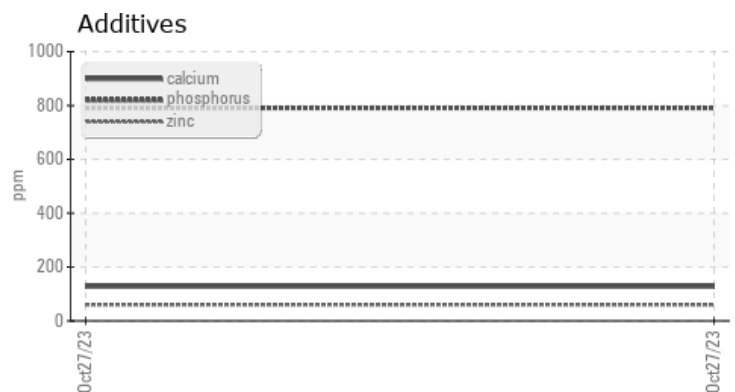 Additives
1000
800
600
400
200
0
ppm
calcium
phosphorus
zinc
Oct27/23
Oct27/23